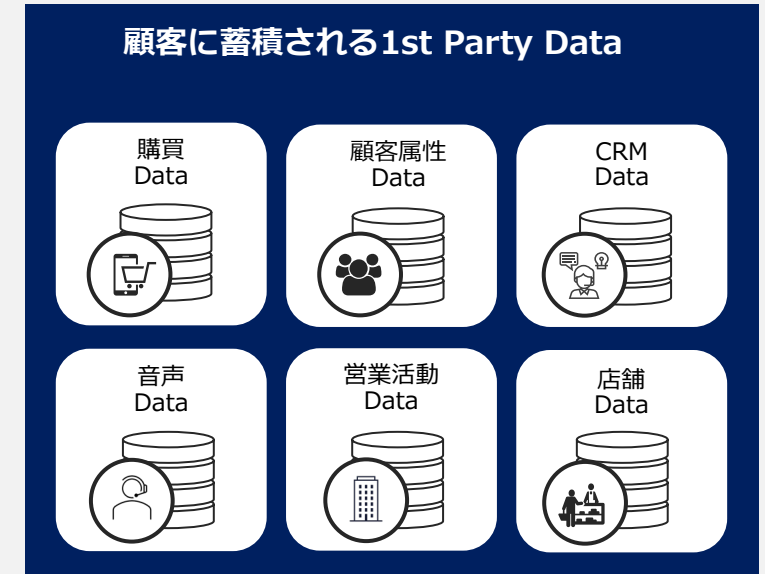 顧客に蓄積される1st Party Data
購買
Data
顧客属性
Data
CRM
Data
音声
Data
営業活動
Data
店舗
Data